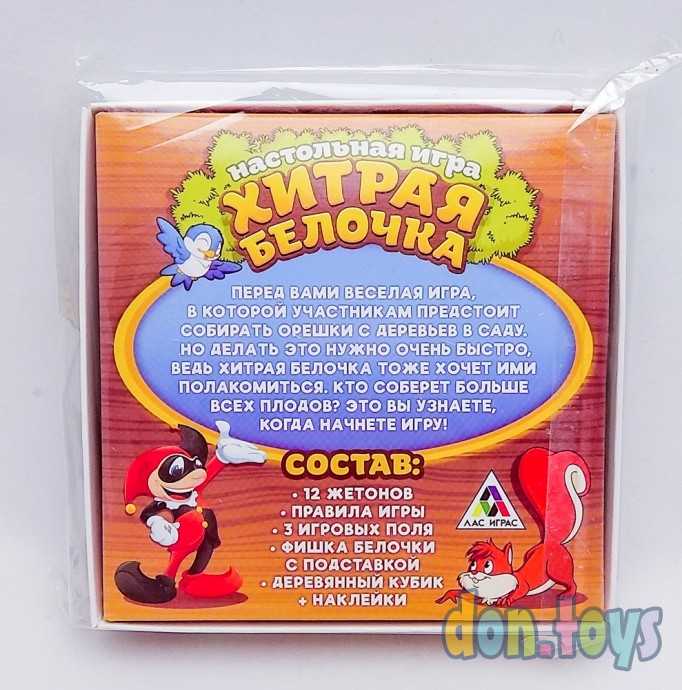 настольная игра
ХИТРАЯ
БЕЛОЧКА
ПЕРЕД ВАМИ ВЕСЕЛАЯ ИГРА,
В КОТОРОЙ УЧАСТНИКАМ ПРЕДСТОИТ
СОБИРАТЬ ОРЕШКИ С ДЕРЕВЬЕВ В САДУ.
НО ДЕЛАТЬ ЭТО НУЖНО ОЧЕНЬ БЫСТРО,
ВЕДЬ ХИТРАЯ БЕЛОЧКА ТОЖЕ ХОЧЕТ ИМИ
ПОЛАКОМИТЬСЯ. КТО СОБЕРЕТ БОЛЬШЕ
ВСЕХ ПЛОДОВ? ЭТО ВЫ УЗНАЕТЕ,
КОГДА НАЧНЕТЕ ИГРУ!
СОСТАВ:
• 12 ЖЕТОНОВ
• ПРАВИЛА ИГРЫ
• 3 ИГРОВЫХ ПОЛЯ
• ФИШКА БЕЛОЧКИ
С ПОДСТАВКОЙ
• ДЕРЕВЯННЫЙ КУБИК
+ НАКЛЕЙКИ
ЛАС ИГРАС
don.toys